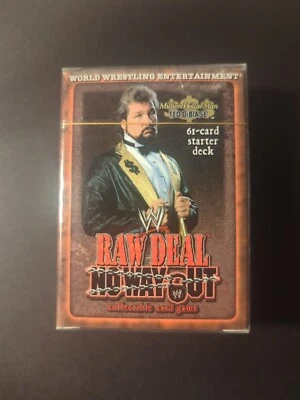 WORLD WRESTLING ENTERTAINMENT®
Million Dollar Man
TED DIBIASE
61-card
starter
deck
W
RAW DEAL
NO WAY OUT
collectible card game